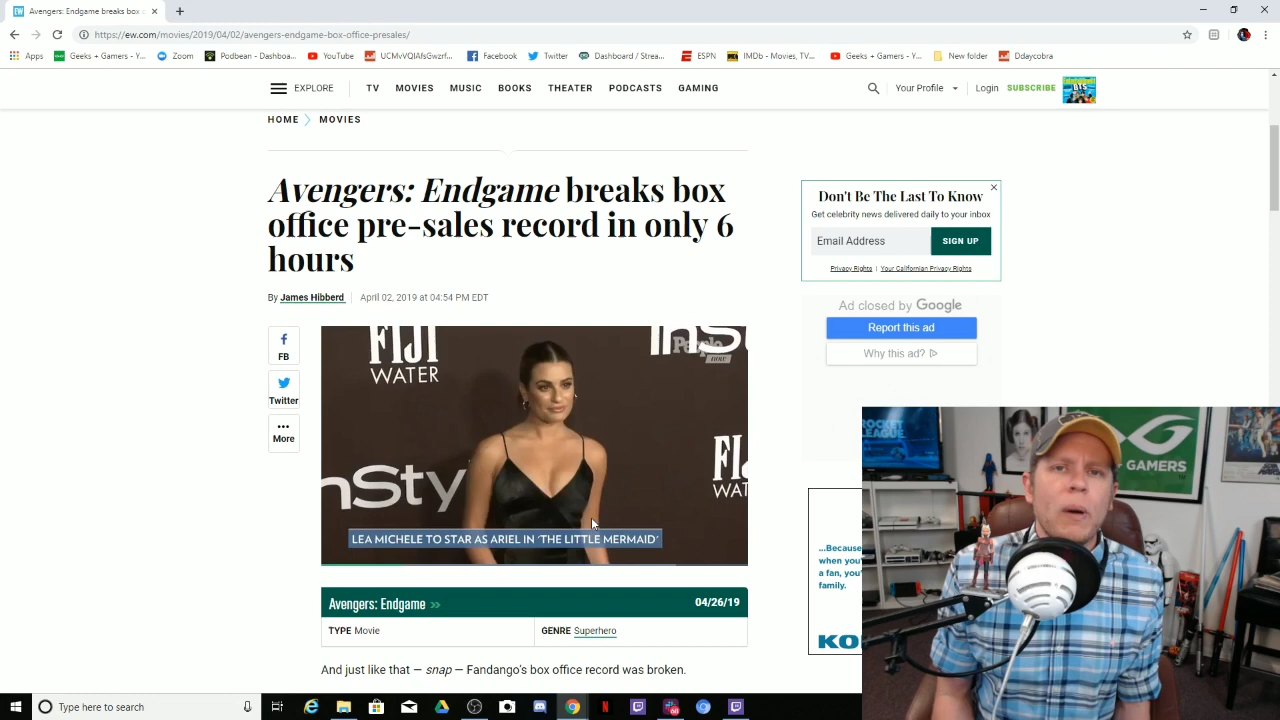 Avengers Endgame breaks box
https://ew.com/movies/2019/04/02/avengers-endgame-box-office-presales/
Apps Geeks + Gamers - Y... Zoom Podbean - Dashboar... YouTube UCMvVQIAfsGwzrf... Facebook Twitter Dashboard / Strea... ESPN IMDb - Movies, TV... Geeks + Gamers - Y... New folder Ddaycobra
EXPLORE TV MOVIES MUSIC BOOKS THEATER PODCASTS GAMING Your Profile Login SUBSCRIBE
BTS
HOME MOVIES
Avengers: Endgame breaks box
office pre-sales record in only 6
hours
By James Hibberd April 02, 2019 at 04:54 PM EDT
FB
Twitter
More
FIJI
WATER
InSt
People
now
nSty
FIJI
WAT
LEA MICHELE TO STAR AS ARIEL IN 'THE LITTLE MERMAID'
Avengers: Endgame 04/26/19
TYPE Movie GENRE Superhero
And just like that — snap — Fandango's box office record was broken.
Don't Be The Last To Know
Get celebrity news delivered daily to your inbox
Email Address SIGN UP
Privacy Rights | Your Californian Privacy Rights
Ad closed by Google
Report this ad
Why this ad?
...Because
when you'
a fan, you'
family.
KO
ROCKET
LEAGUE
GAMERS
Type here to search